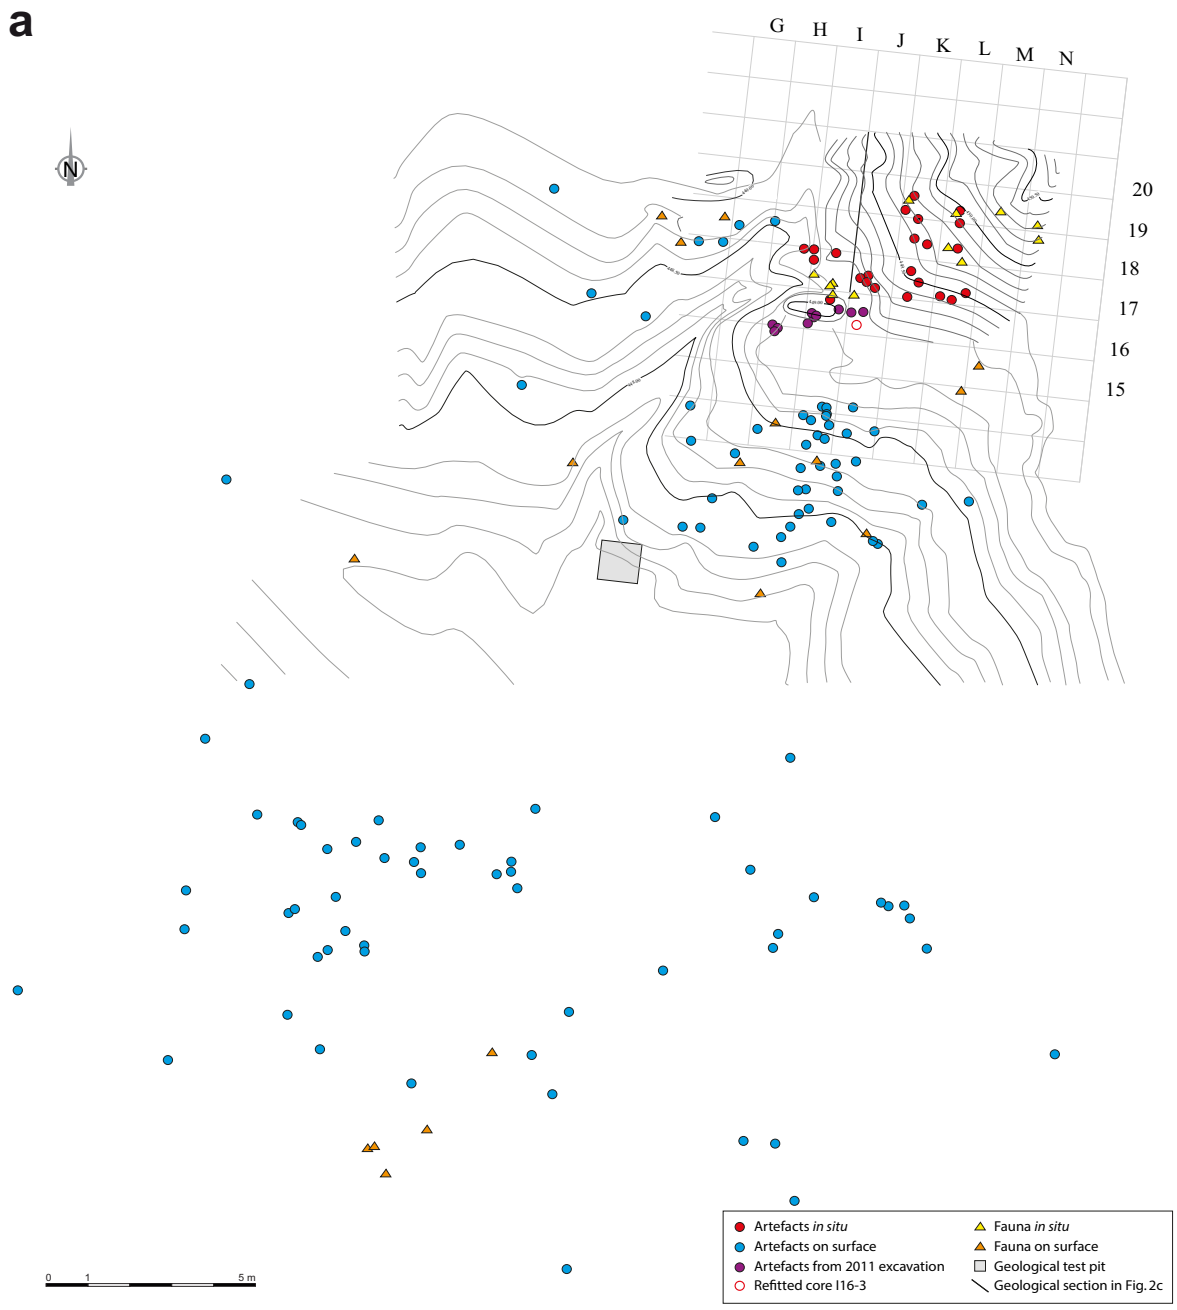 a
G H I J K L M N
N
20
19
18
17
16
15
0 1 5 m
Artefacts in situ
Artefacts on surface
Artefacts from 2011 excavation
Refitted core I16-3
Fauna in situ
Fauna on surface
Geological test pit
Geological section in Fig. 2c